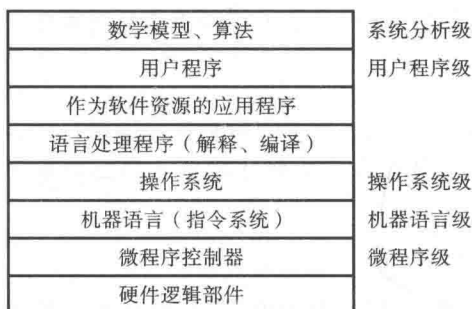 数学模型、算法 系统分析级
用户程序 用户程序级
作为软件资源的应用程序
语言处理程序（解释、编译）
操作系统 操作系统级
机器语言（指令系统） 机器语言级
微程序控制器 微程序级
硬件逻辑部件